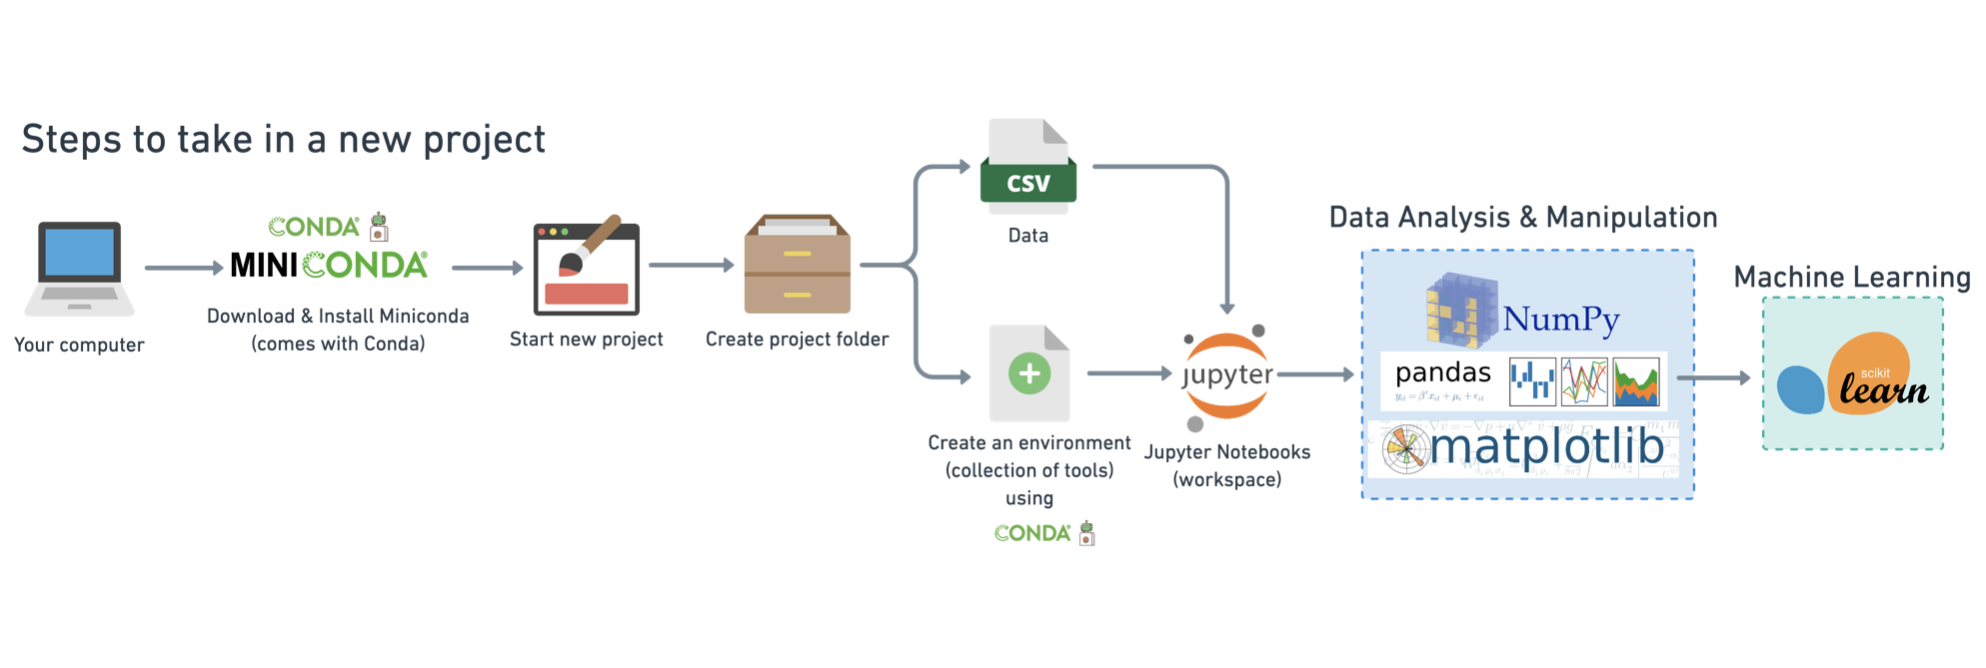 Steps to take in a new project
Your computer
CONDA
MINICONDA
Download & Install Miniconda
(comes with Conda)
Start new project
Create project folder
CSV
Data
Create an environment
(collection of tools)
using
CONDA
jupyter
Jupyter Notebooks
(workspace)
Data Analysis & Manipulation
NumPy
pandas
matplotlib
Machine Learning
scikit
learn